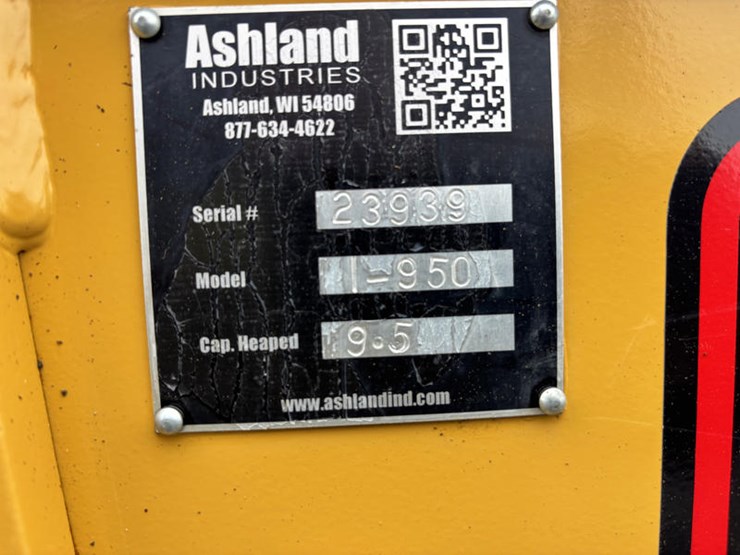 Ashland
INDUSTRIES
Ashland, WI 54806
877-634-4622
Serial # 23939
Model I-950
Cap. Heaped 9.5
www.ashlandind.com